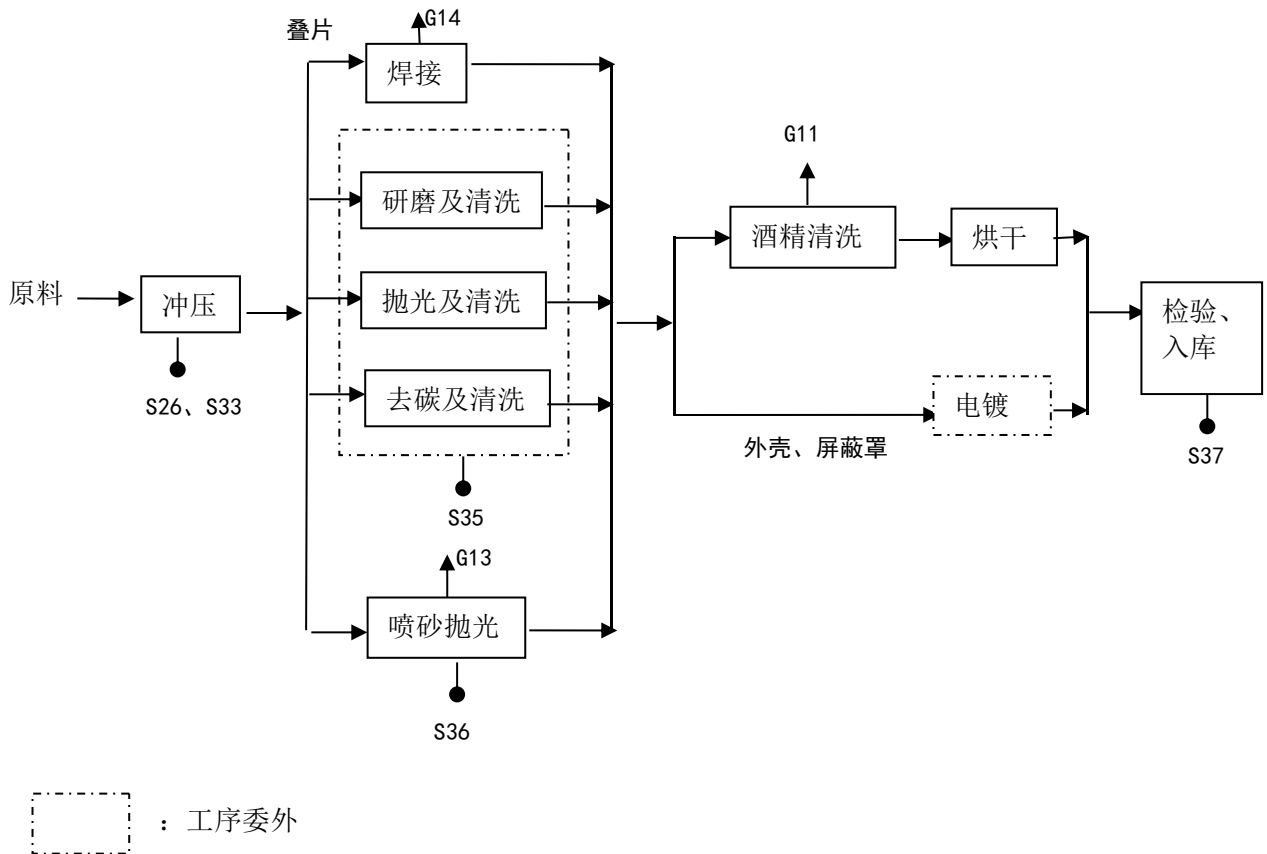 叠片
G14
焊接
G11
研磨及清洗
酒精清洗
烘干
原料
冲压
抛光及清洗
检验、
入库
S26、S33
去碳及清洗
电镀
外壳、屏蔽罩
S37
S35
G13
喷砂抛光
S36
：工序委外